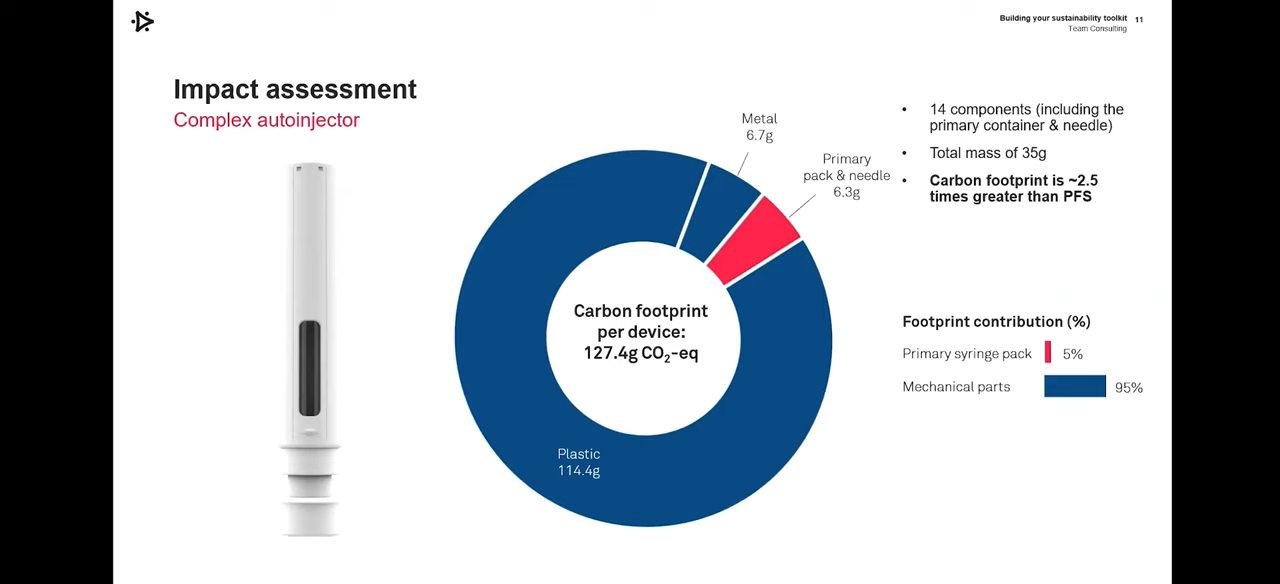 Building your sustainability toolkit 11
Team Consulting
Impact assessment
Complex autoinjector
Metal
6.7g
Primary
pack & needle
6.3g
Carbon footprint
per device:
127.4g CO₂-eq
Plastic
114.4g
• 14 components (including the
primary container & needle)
• Total mass of 35g
• Carbon footprint is ~2.5
times greater than PFS
Footprint contribution (%)
Primary syringe pack 5%
Mechanical parts 95%